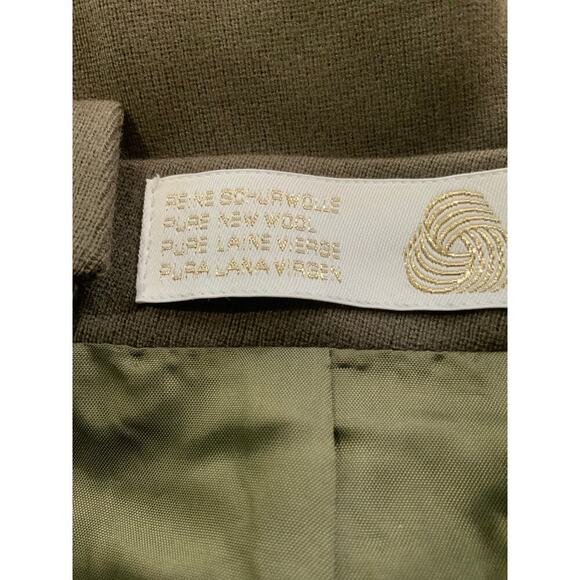 REINE SCHURWOLLE
PURE NEW WOOL
PURE LAINE VIERGE
PURA LANA VIRGEN